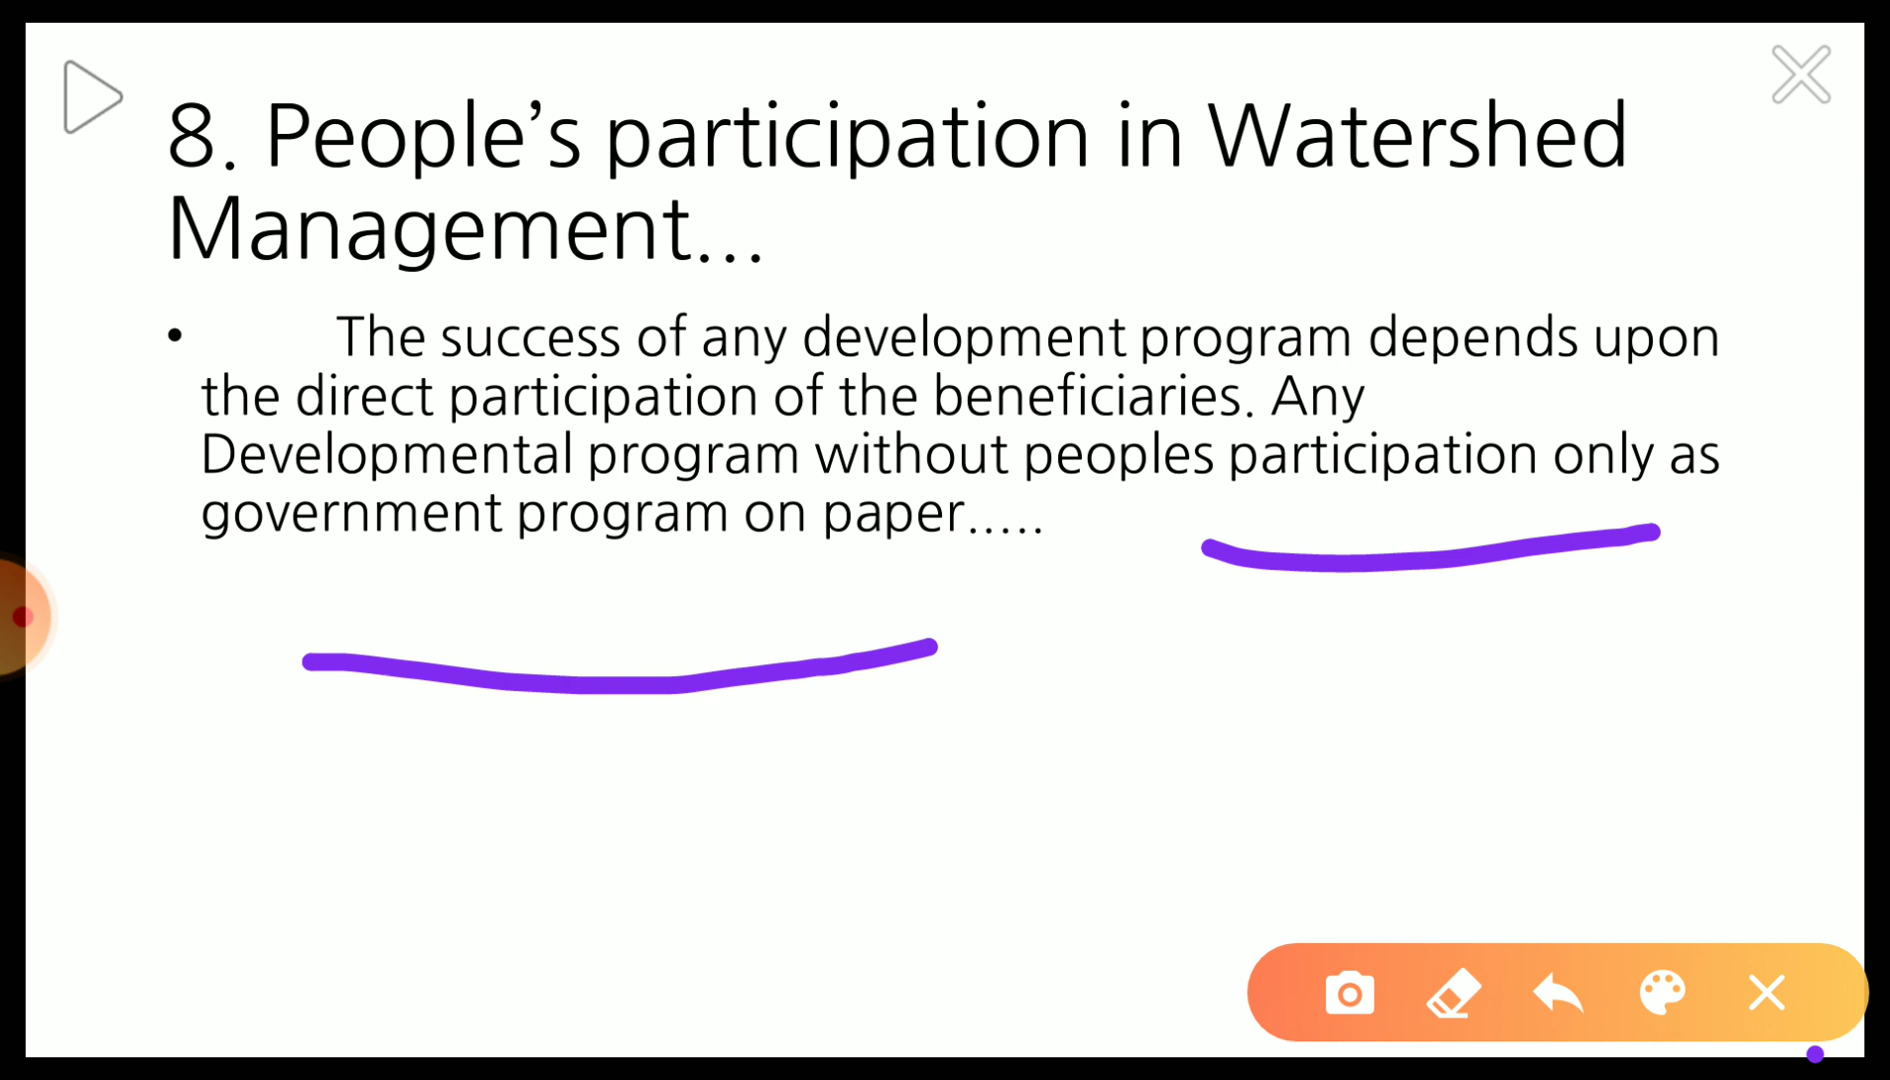 8. People’s participation in Watershed
Management...
• The success of any development program depends upon
the direct participation of the beneficiaries. Any
Developmental program without peoples participation only as
government program on paper.....